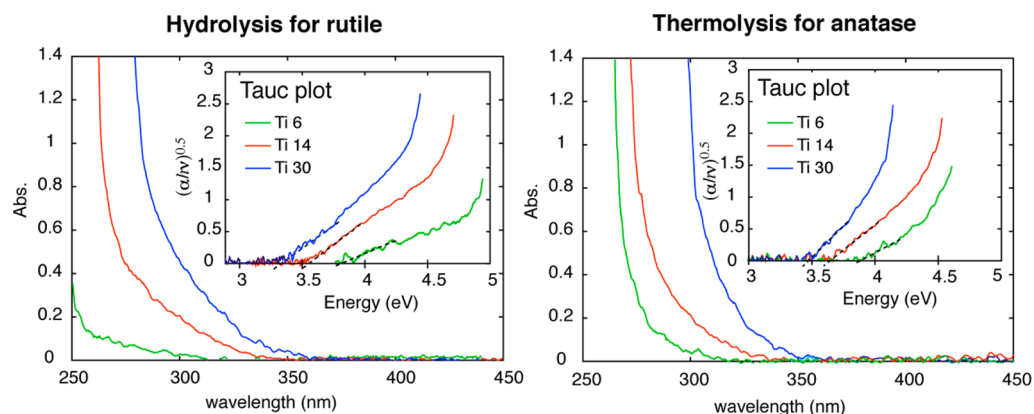 Hydrolysis for rutile
1.4
1.2
1
0.8
0.6
0.4
0.2
0
Abs.
250
300
350
400
450
wavelength (nm)
Tauc plot
Ti 6
Ti 14
Ti 30
3
2.5
2
1.5
1
0.5
0
(αhν)0.5
3
3.5
4
4.5
5
Energy (eV)
Thermolysis for anatase
1.4
1.2
1
0.8
0.6
0.4
0.2
0
Abs.
250
300
350
400
450
wavelength (nm)
Tauc plot
Ti 6
Ti 14
Ti 30
3
2.5
2
1.5
1
0.5
0
(αhν)0.5
3
3.5
4
4.5
5
Energy (eV)